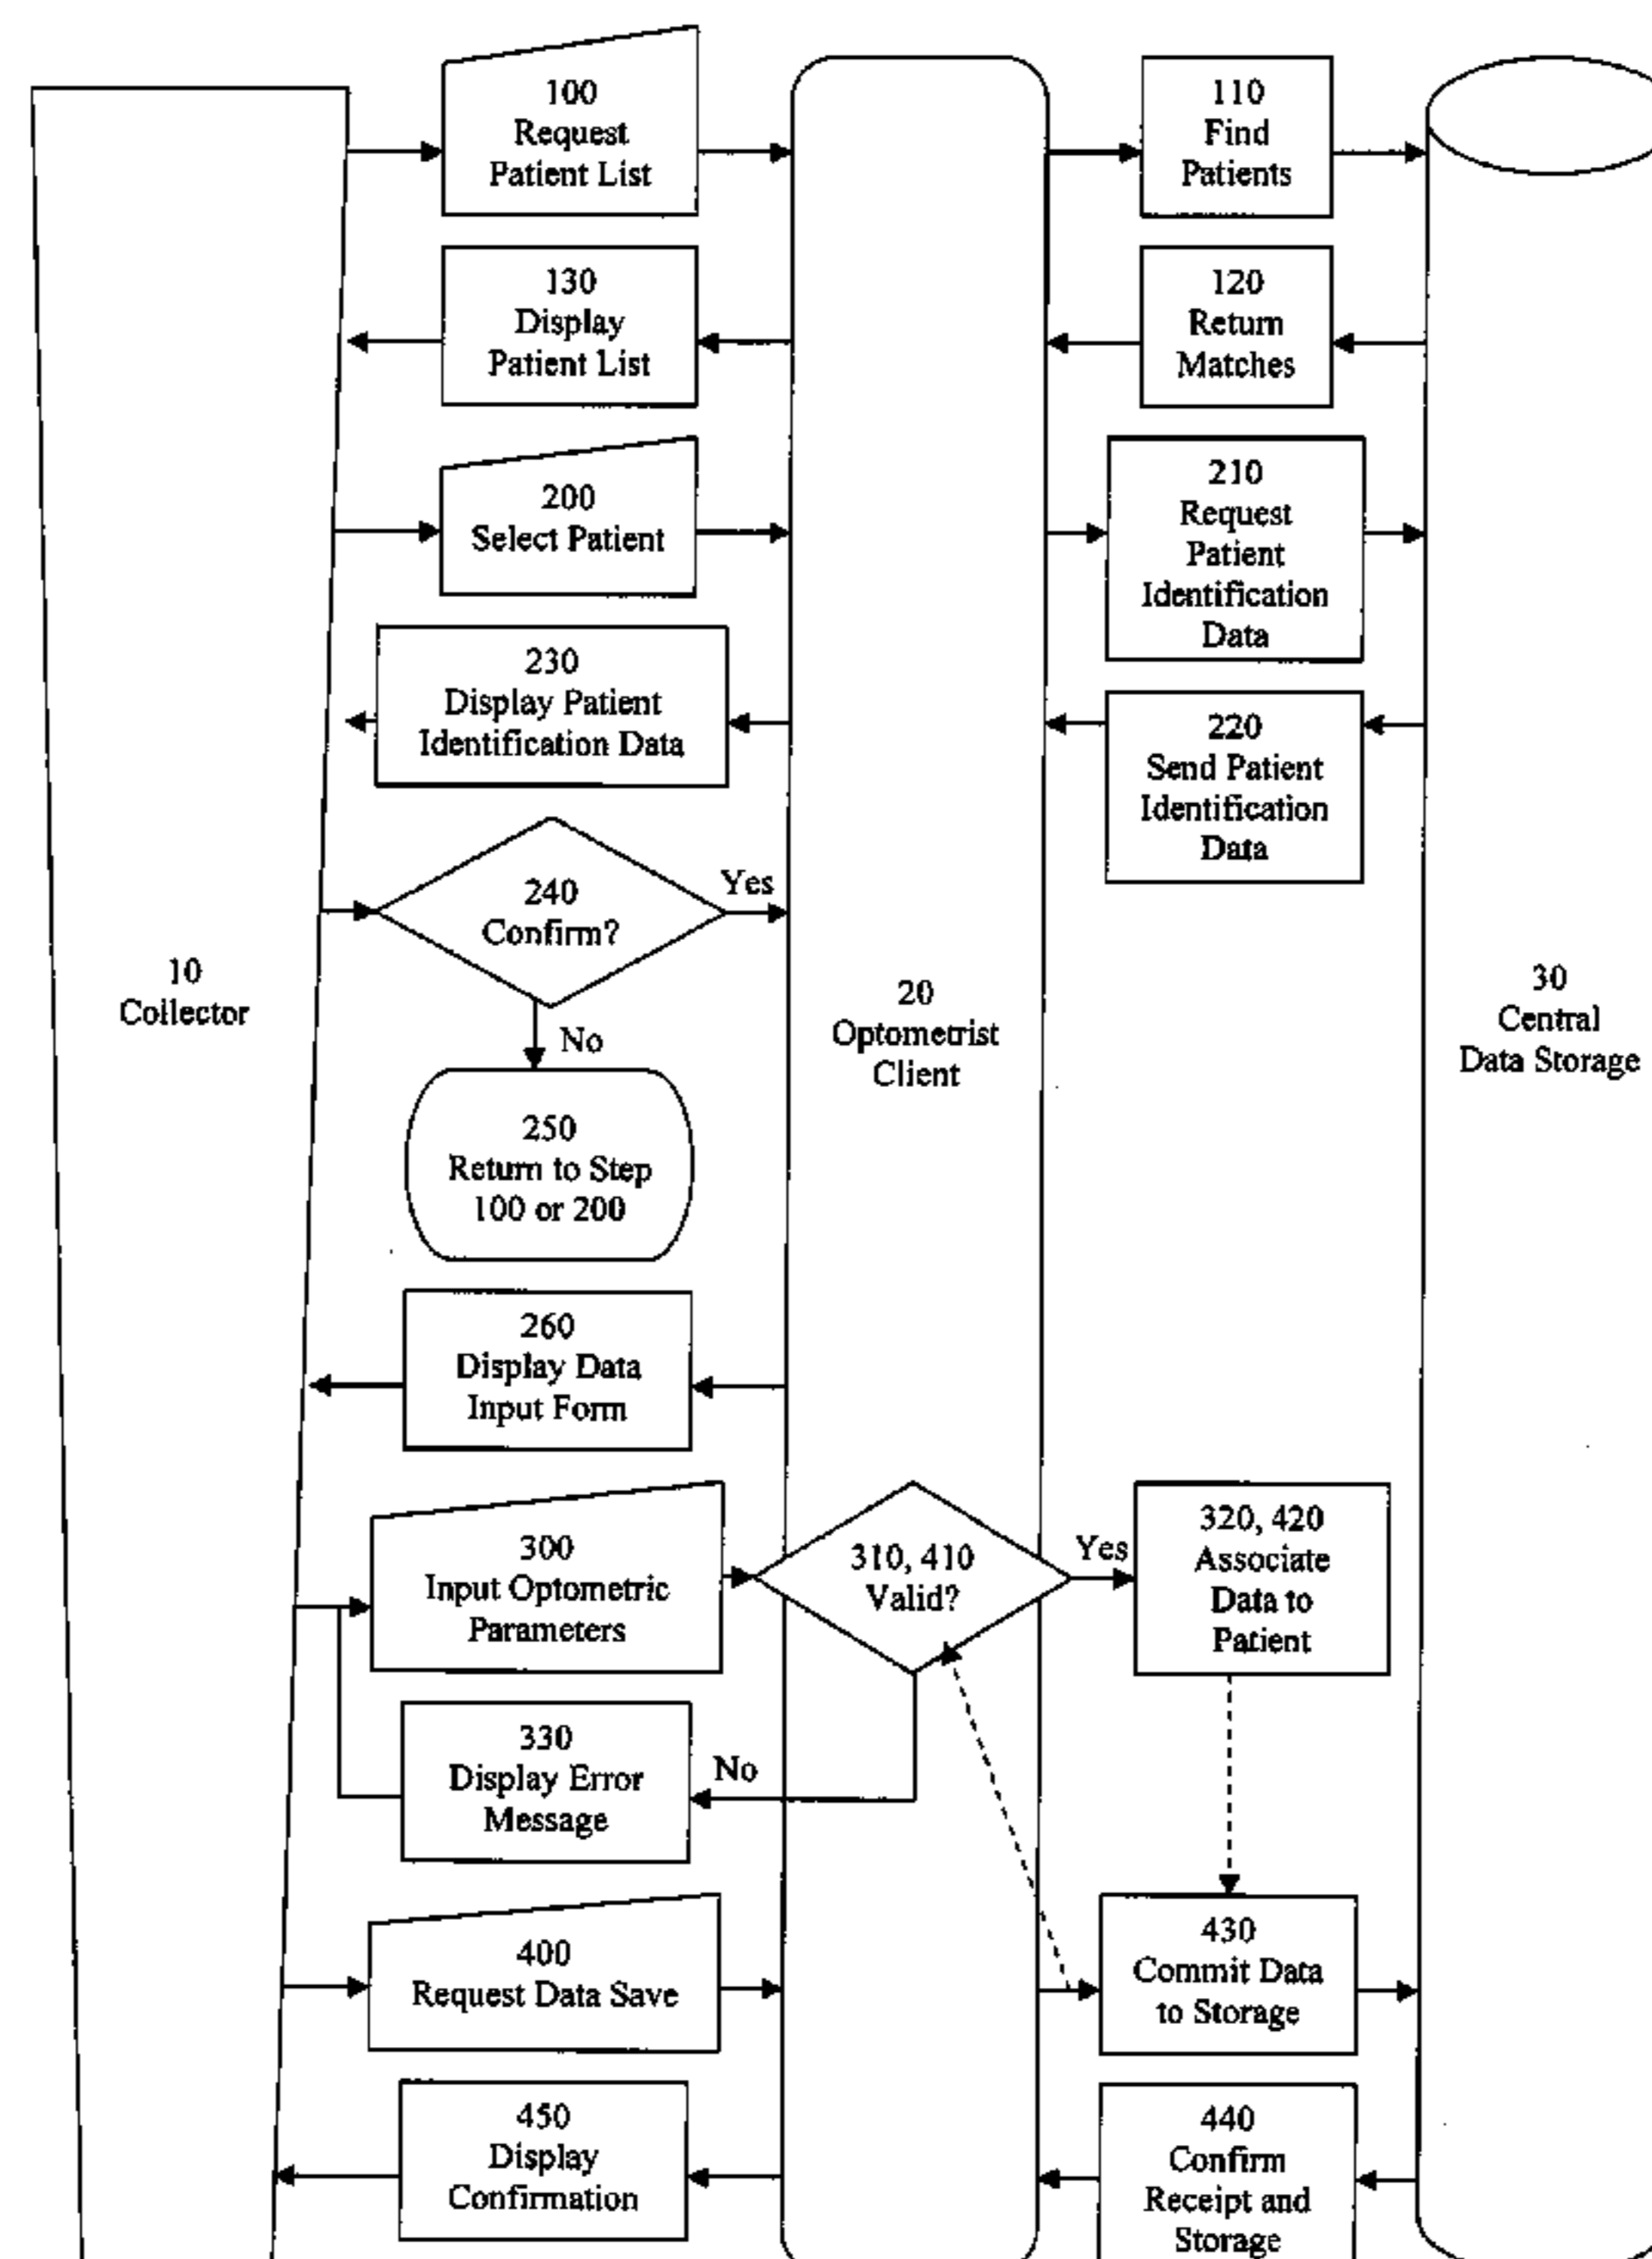 100
Request
Patient List
110
Find
Patients
130
Display
Patient List
120
Return
Matches
200
Select Patient
210
Request
Patient
Identification
Data
230
Display Patient
Identification Data
220
Send Patient
Identification
Data
240
Confirm?
Yes
No
10
Collector
20
Optometrist
Client
30
Central
Data Storage
250
Return to Step
100 or 200
260
Display Data
Input Form
300
Input Optometric
Parameters
310, 410
Valid?
Yes
320, 420
Associate
Data to
Patient
330
Display Error
Message
No
400
Request Data Save
430
Commit Data
to Storage
450
Display
Confirmation
440
Confirm
Receipt and
Storage